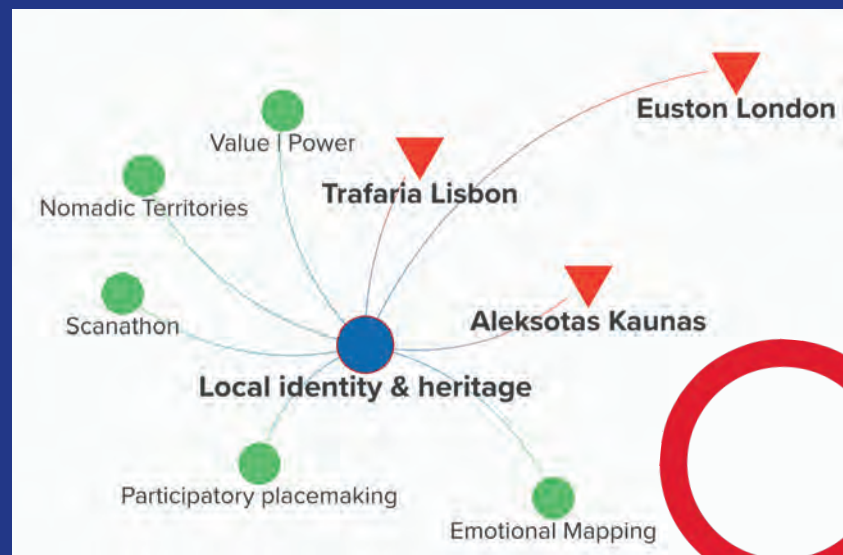 Euston London
Value | Power
Trafaria Lisbon
Nomadic Territories
Scanathon
Aleksotas Kaunas
Local identity & heritage
Participatory placemaking
Emotional Mapping